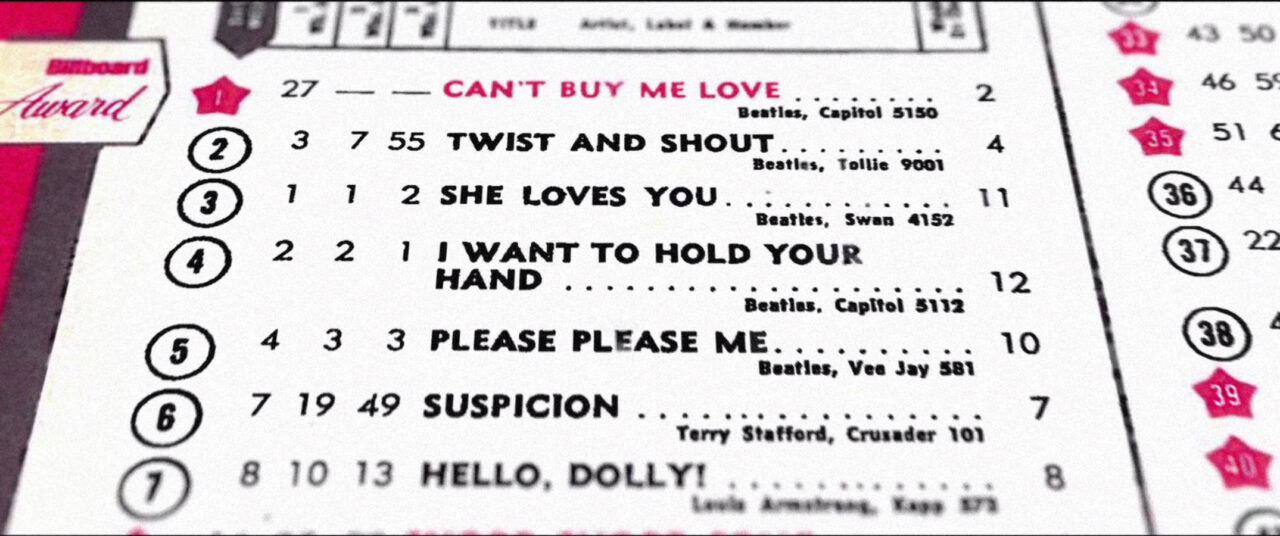 TITLE Artist, Label & Number
Billboard
Award
1 27 — — CAN'T BUY ME LOVE . . . . . . . . 2
Beatles, Capitol 5150
2 3 7 55 TWIST AND SHOUT . . . . . . . . . 4
Beatles, Tollie 9001
3 1 1 2 SHE LOVES YOU . . . . . . . . . . . . 11
Beatles, Swan 4152
4 2 2 1 I WANT TO HOLD YOUR
HAND . . . . . . . . . . . . . . . . . . . . . 12
Beatles, Capitol 5112
5 4 3 3 PLEASE PLEASE ME . . . . . . . . . . 10
Beatles, Vee Jay 581
6 7 19 49 SUSPICION . . . . . . . . . . . . . . . . . 7
Terry Stafford, Crusader 101
7 8 10 13 HELLO, DOLLY! . . . . . . . . . . . . . 8
Louis Armstrong, Kapp 573
33 43 50
34 46
35 51
36 44
37 22
38
39
40